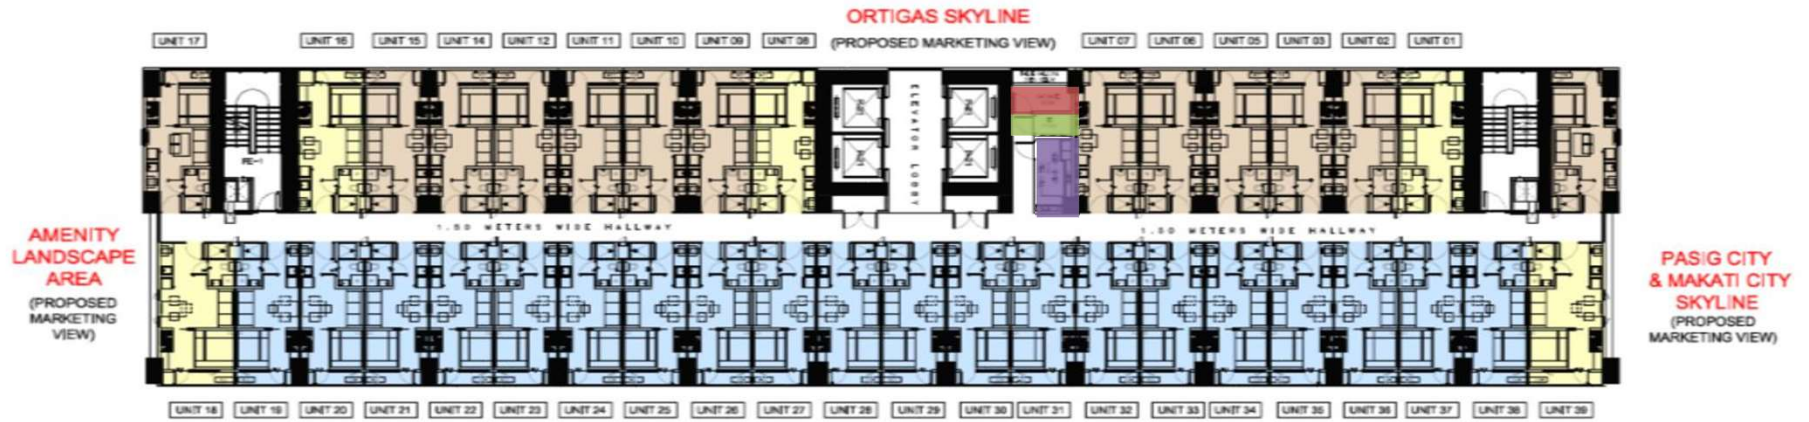 ORTIGAS SKYLINE
(PROPOSED MARKETING VIEW)
UNIT 17
UNIT 16
UNIT 15
UNIT 14
UNIT 12
UNIT 11
UNIT 10
UNIT 09
UNIT 08
UNIT 07
UNIT 06
UNIT 05
UNIT 03
UNIT 02
UNIT 01
ELEVATOR LOBBY
FE-1
1.50 METERS WIDE HALLWAY
1.50 METERS WIDE HALLWAY
AMENITY
LANDSCAPE
AREA
(PROPOSED
MARKETING
VIEW)
PASIG CITY
& MAKATI CITY
SKYLINE
(PROPOSED
MARKETING VIEW)
UNIT 18
UNIT 19
UNIT 20
UNIT 21
UNIT 22
UNIT 23
UNIT 24
UNIT 25
UNIT 26
UNIT 27
UNIT 28
UNIT 29
UNIT 30
UNIT 31
UNIT 32
UNIT 33
UNIT 34
UNIT 35
UNIT 36
UNIT 37
UNIT 38
UNIT 39